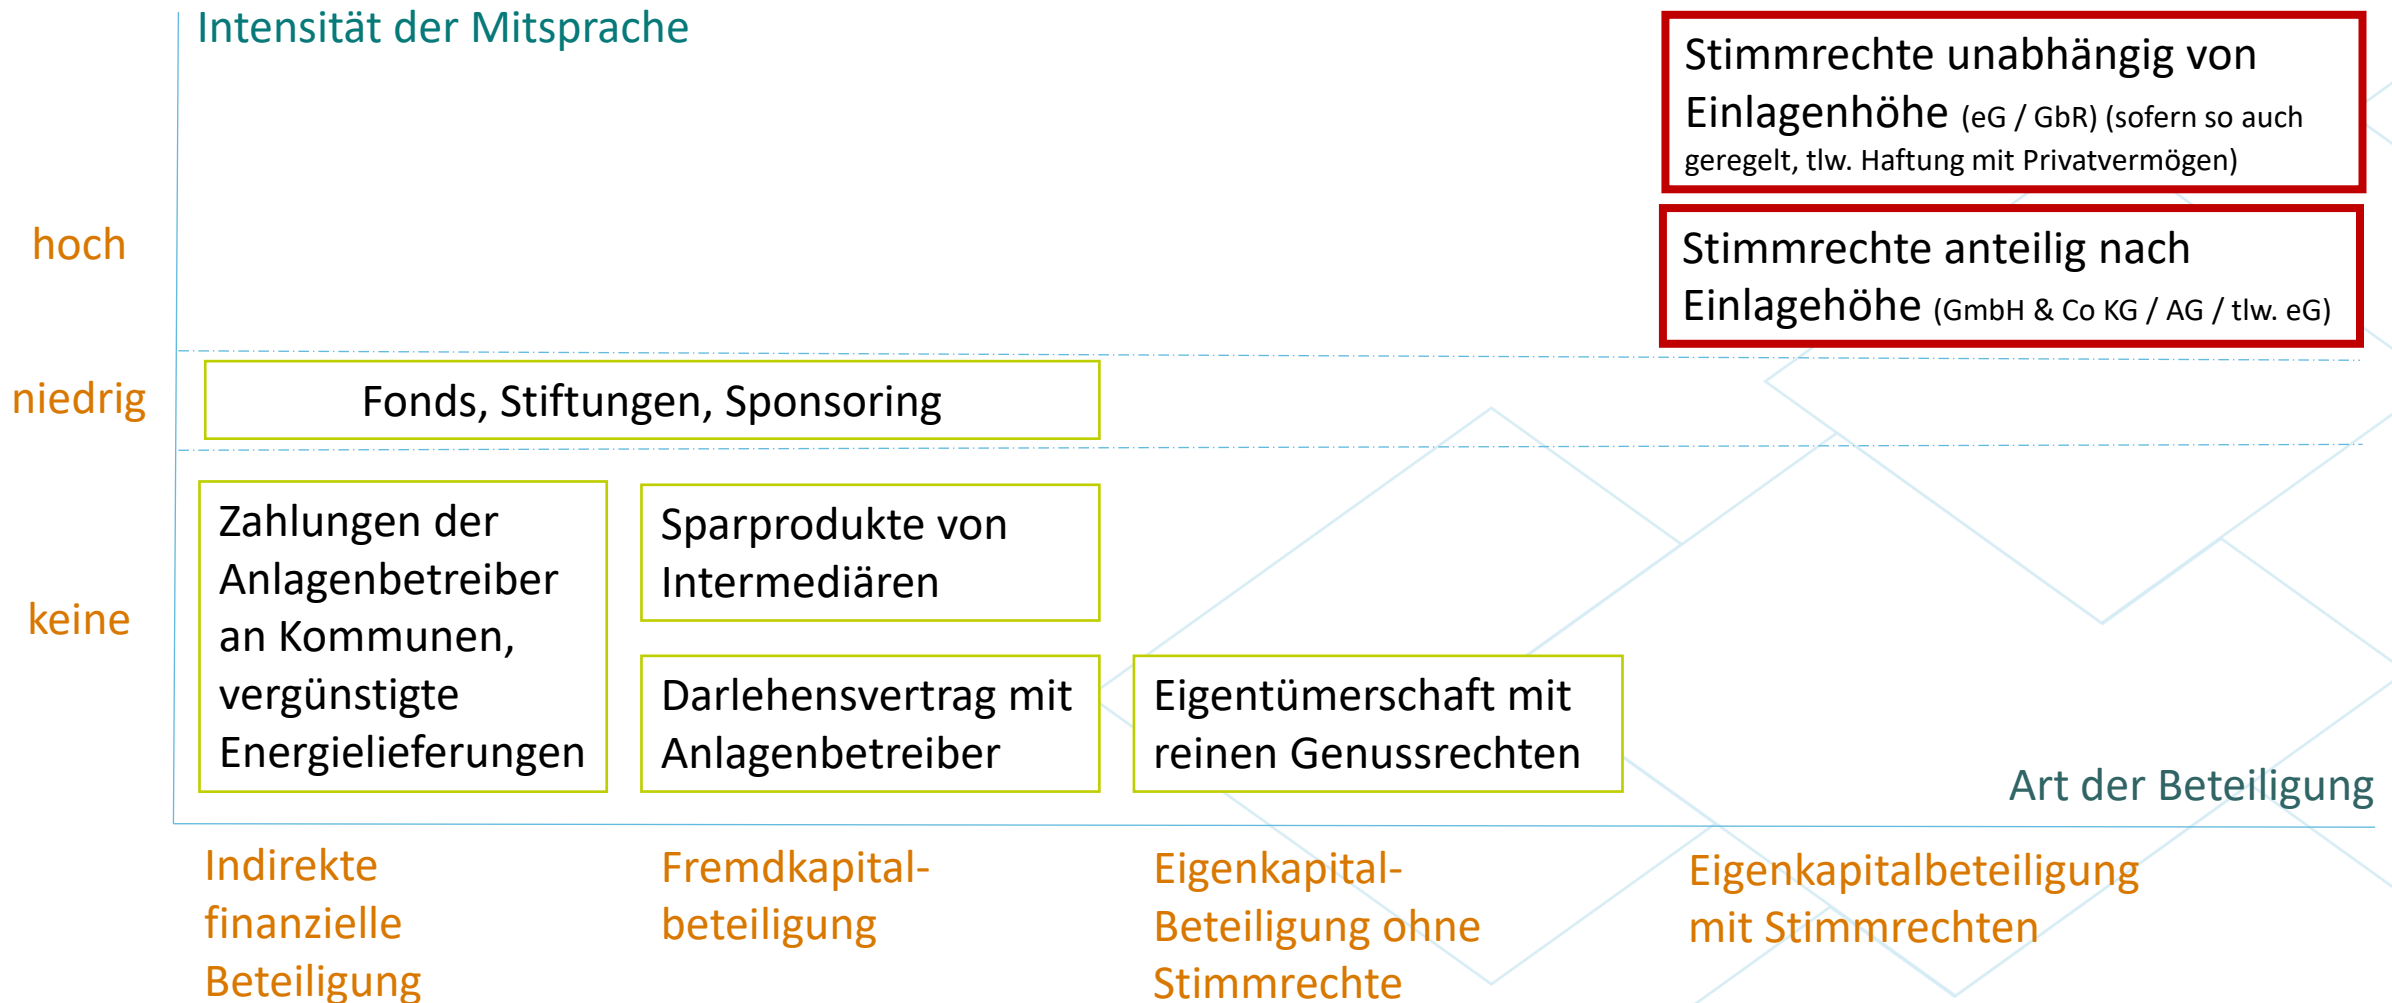 Intensität der Mitsprache
Stimmrechte unabhängig von
Einlagenhöhe (eG / GbR) (sofern so auch
geregelt, tlw. Haftung mit Privatvermögen)
hoch
Stimmrechte anteilig nach
Einlagehöhe (GmbH & Co KG / AG / tlw. eG)
niedrig
Fonds, Stiftungen, Sponsoring
keine
Zahlungen der
Anlagenbetreiber
an Kommunen,
vergünstigte
Energielieferungen
Sparprodukte von
Intermediären
Darlehensvertrag mit
Anlagenbetreiber
Eigentümerschaft mit
reinen Genussrechten
Art der Beteiligung
Indirekte
finanzielle
Beteiligung
Fremdkapital-
beteiligung
Eigenkapital-
Beteiligung ohne
Stimmrechte
Eigenkapitalbeteiligung
mit Stimmrechten